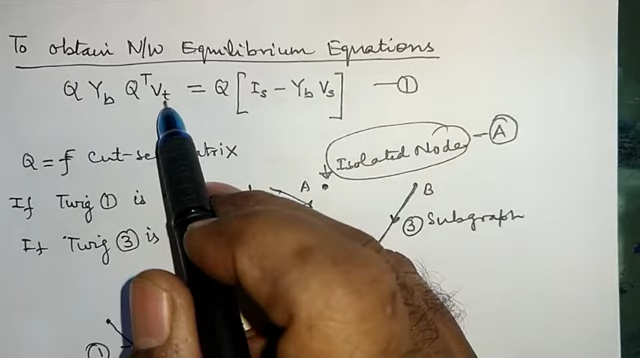 To obtain N/W Equilibrium Equations
Q Y_b Q^T V_t = Q [I_s - Y_b V_s] — ①
Q = f cut-set matrix
Isolated Node — Ⓐ
If Twig ① is
A
B
③ Subgraph
If Twig ③ is
①